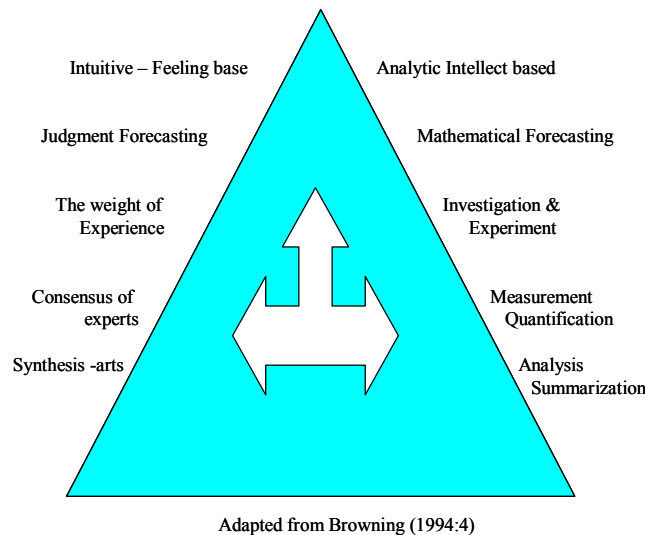 Intuitive – Feeling base
Analytic Intellect based
Judgment Forecasting
Mathematical Forecasting
The weight of
Experience
Investigation &
Experiment
Consensus of
experts
Measurement
Quantification
Synthesis -arts
Analysis
Summarization
Adapted from Browning (1994:4)